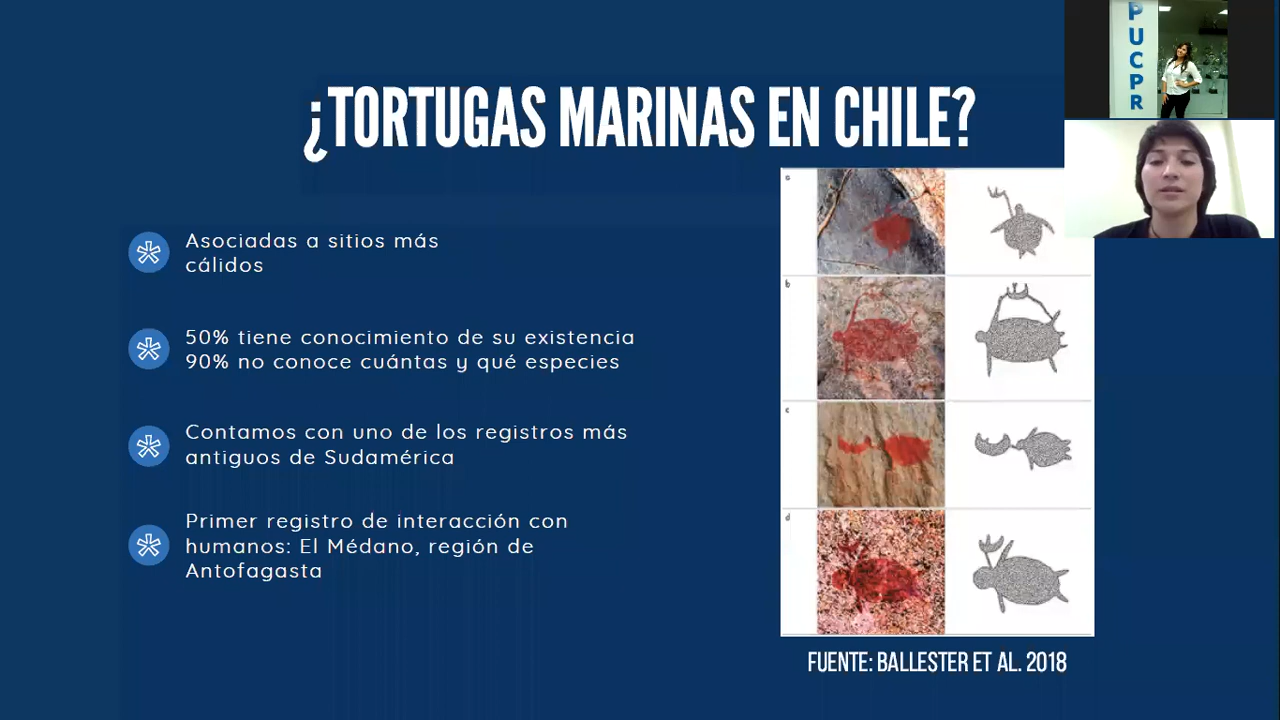 ¿TORTUGAS MARINAS EN CHILE?
Asociadas a sitios más
cálidos
50% tiene conocimiento de su existencia
90% no conoce cuántas y qué especies
Contamos con uno de los registros más
antiguos de Sudamérica
Primer registro de interacción con
humanos: El Médano, región de
Antofagasta
a
b
c
d
FUENTE: BALLESTER ET AL. 2018
PUCPR